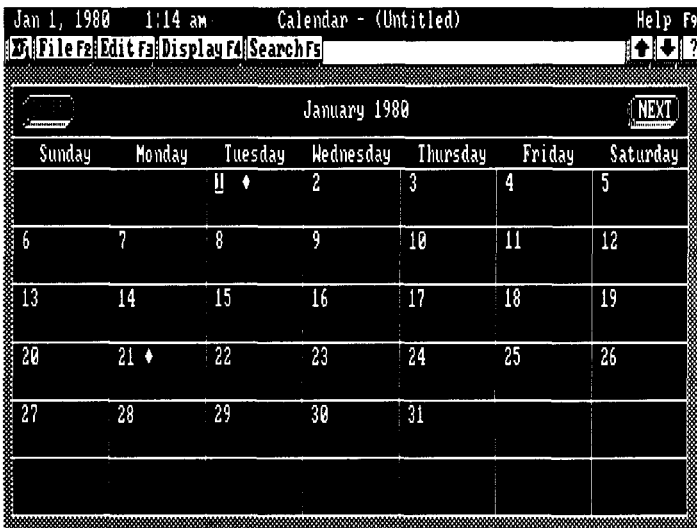 Jan 1, 1980 1:14 am Calendar - (Untitled) Help F9
F1 File F2 Edit F3 Display F4 Search F5 ?
January 1980 NEXT
Sunday Monday Tuesday Wednesday Thursday Friday Saturday
1 ♦ 2 3 4 5
6 7 8 9 10 11 12
13 14 15 16 17 18 19
20 21 ♦ 22 23 24 25 26
27 28 29 30 31